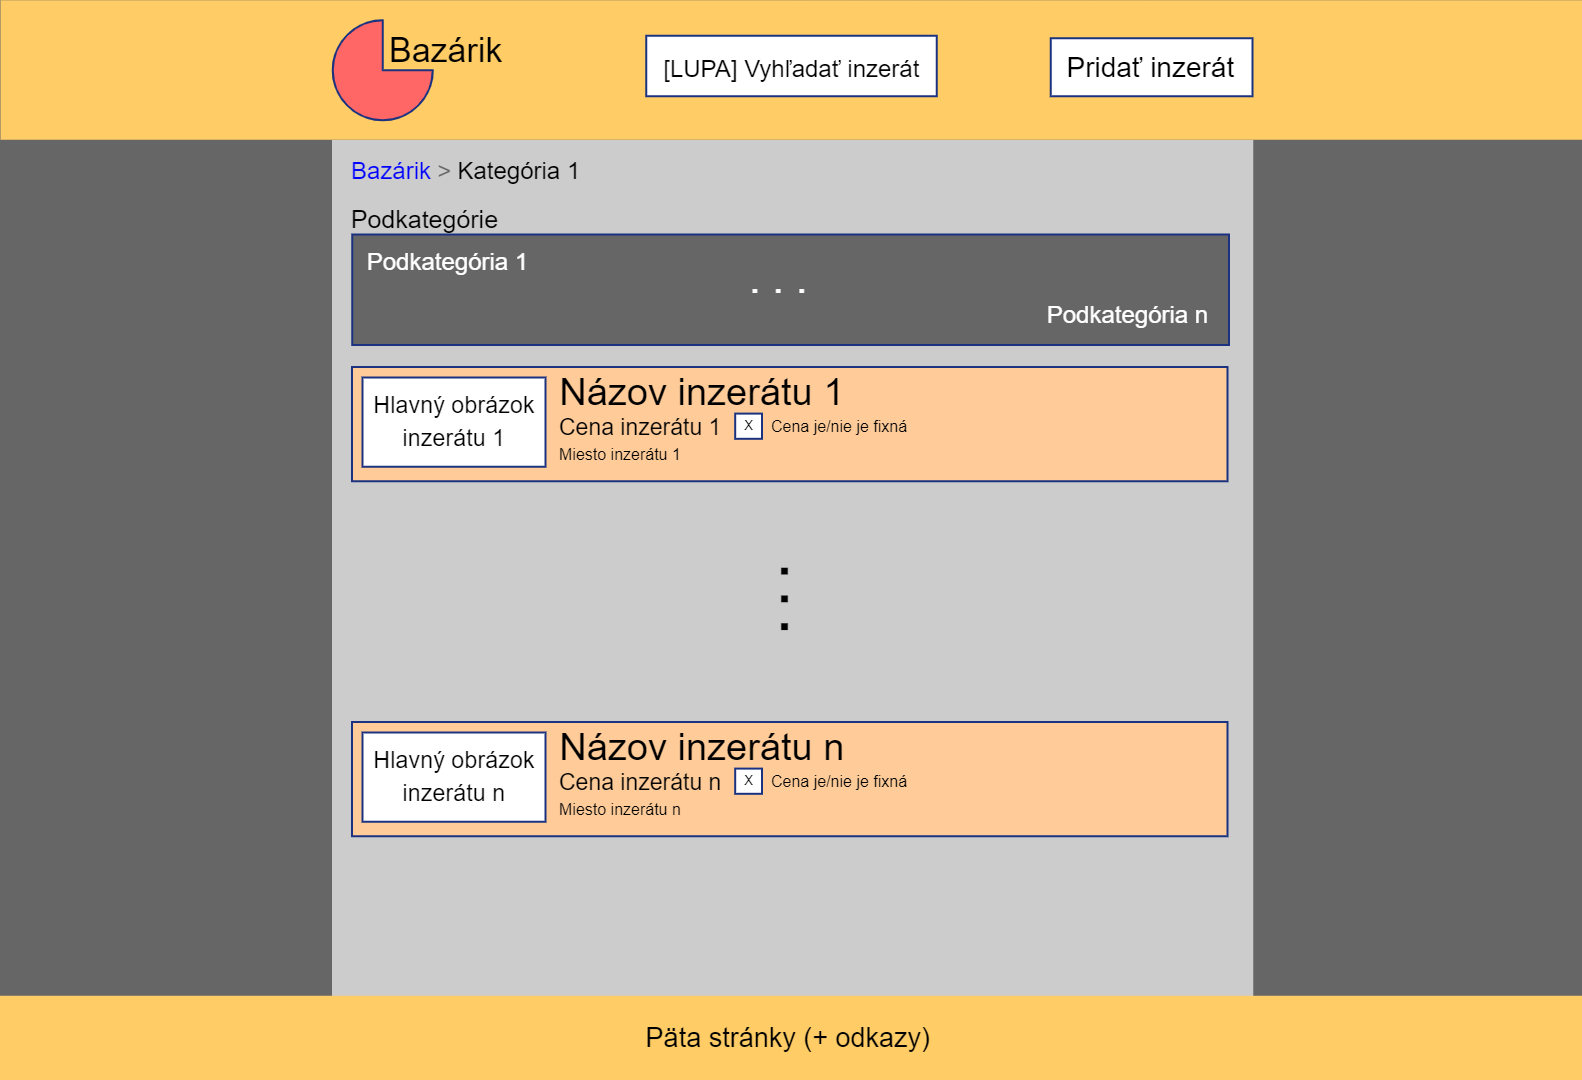 Bazárik
[LUPA] Vyhľadať inzerát
Pridať inzerát
Bazárik > Kategória 1
Podkategórie
Podkategória 1
. . .
Podkategória n
Hlavný obrázok
inzerátu 1
Názov inzerátu 1
Cena inzerátu 1
X
Cena je/nie je fixná
Miesto inzerátu 1
.
.
.
Hlavný obrázok
inzerátu n
Názov inzerátu n
Cena inzerátu n
X
Cena je/nie je fixná
Miesto inzerátu n
Päta stránky (+ odkazy)